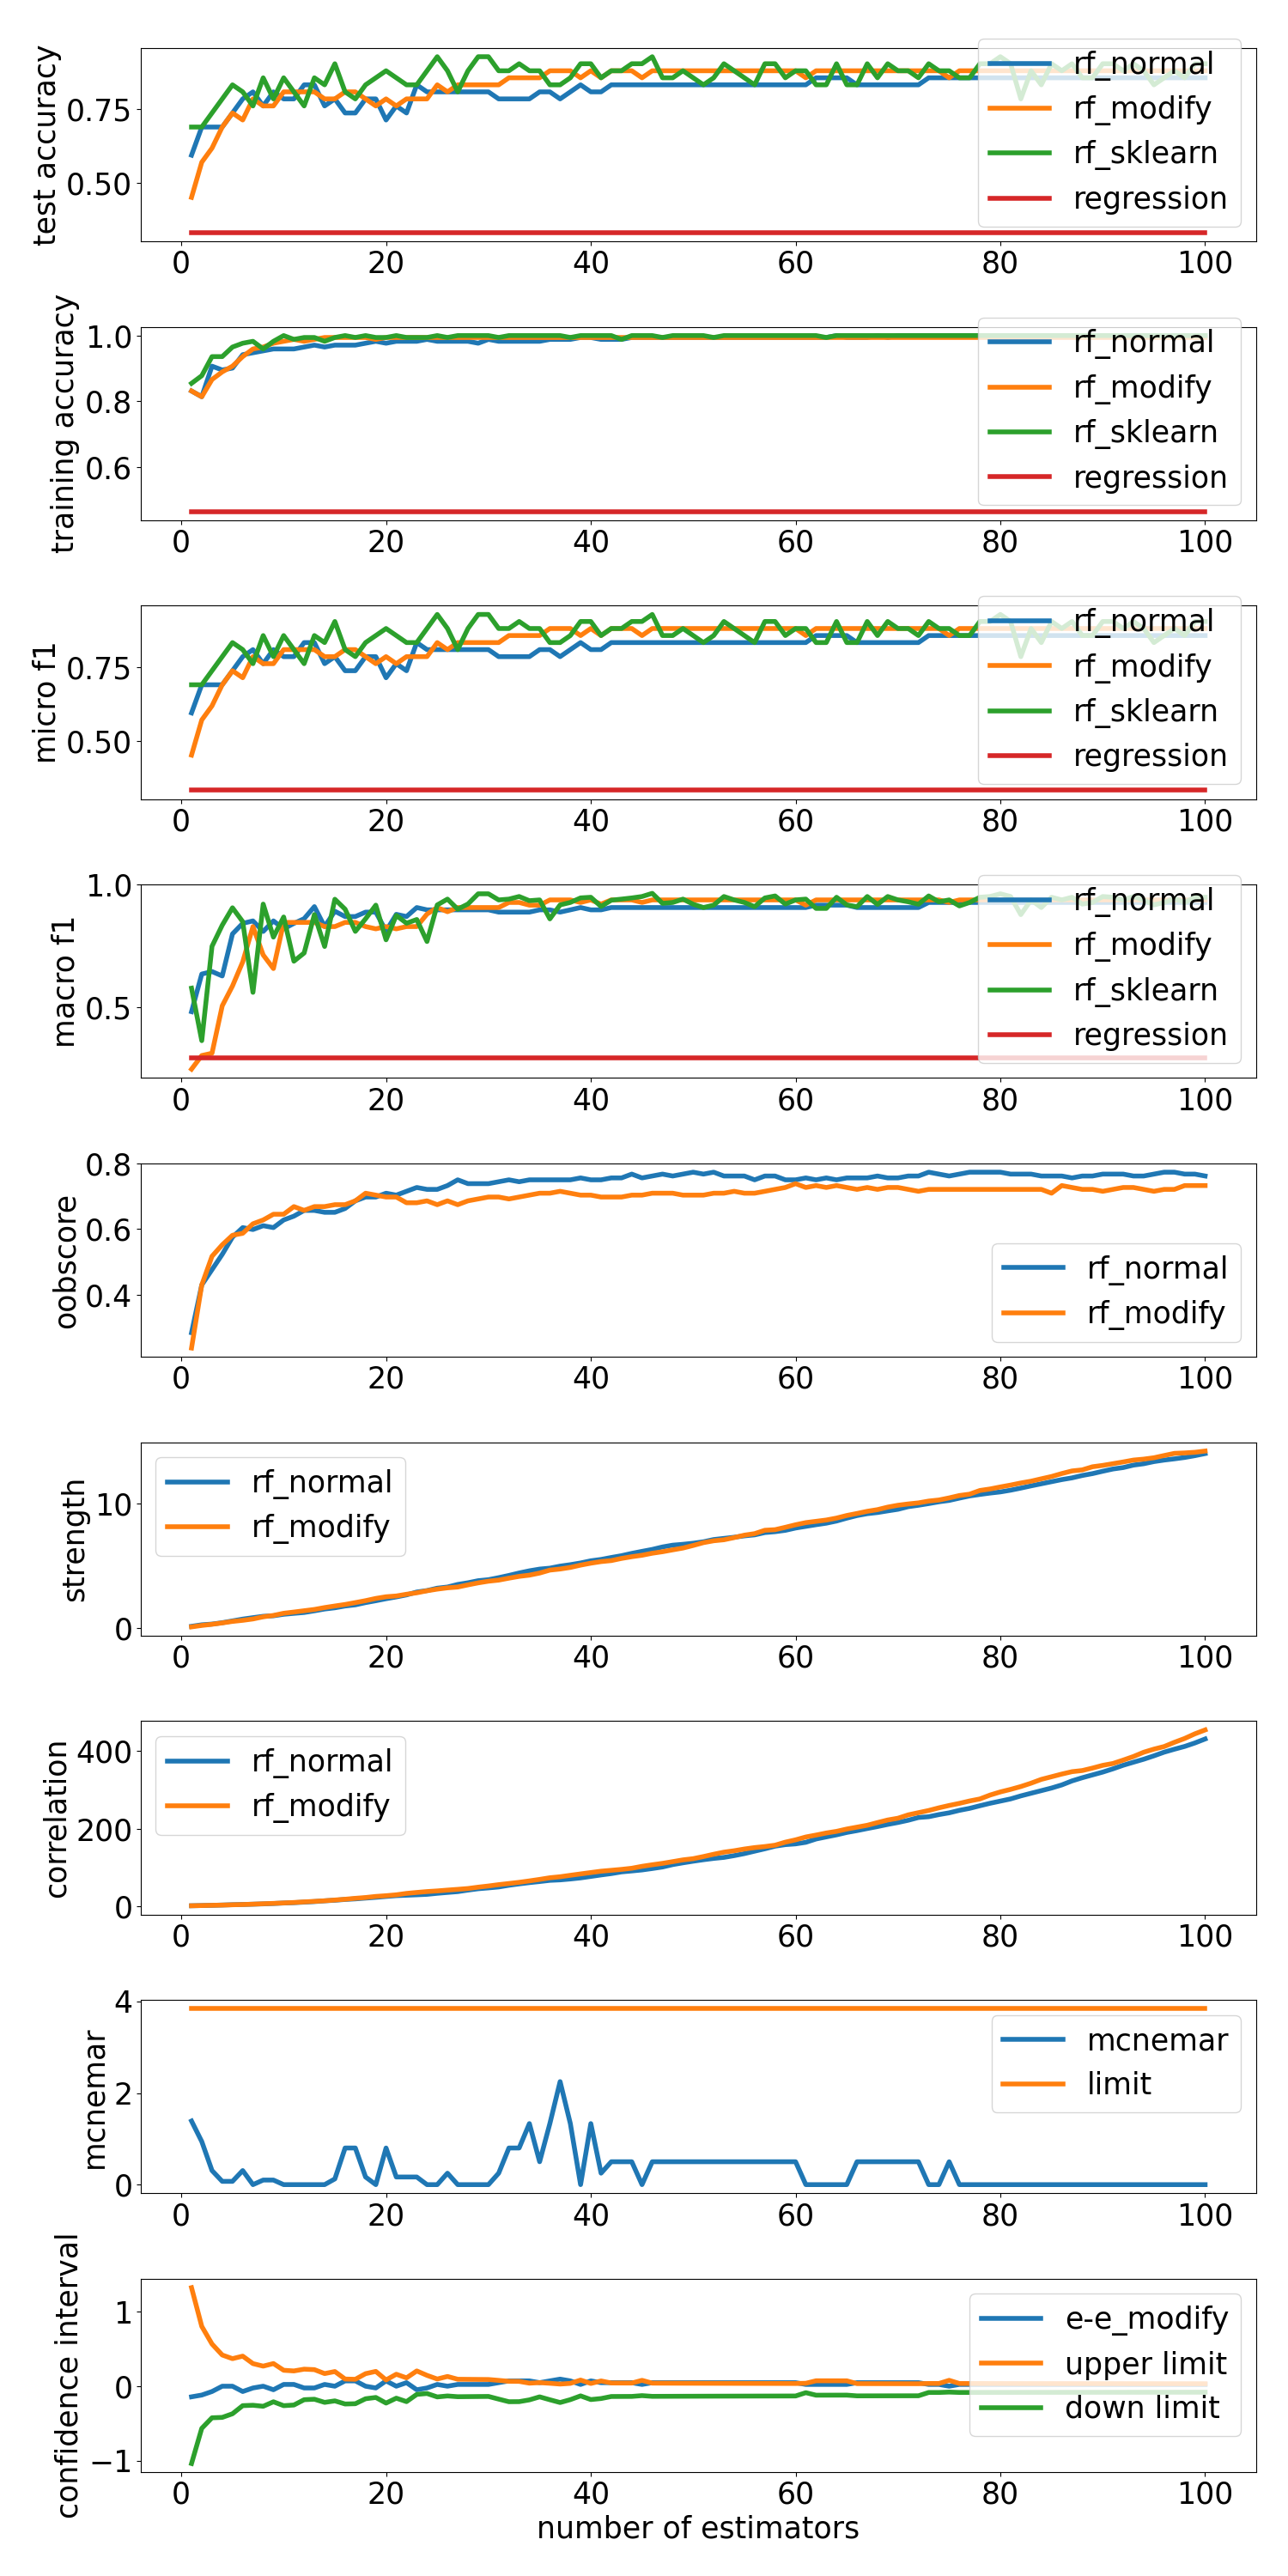 test accuracy
0.75
0.50
rf_normal
rf_modify
rf_sklearn
regression
0 20 40 60 80 100
training accuracy
1.0
0.8
0.6
rf_normal
rf_modify
rf_sklearn
regression
0 20 40 60 80 100
micro f1
0.75
0.50
rf_normal
rf_modify
rf_sklearn
regression
0 20 40 60 80 100
macro f1
1.0
0.5
rf_normal
rf_modify
rf_sklearn
regression
0 20 40 60 80 100
oobscore
0.8
0.6
0.4
rf_normal
rf_modify
0 20 40 60 80 100
strength
10
0
rf_normal
rf_modify
0 20 40 60 80 100
correlation
400
200
0
rf_normal
rf_modify
0 20 40 60 80 100
mcnemar
4
2
0
mcnemar
limit
0 20 40 60 80 100
confidence interval
1
0
−1
e-e_modify
upper limit
down limit
0 20 40 60 80 100
number of estimators